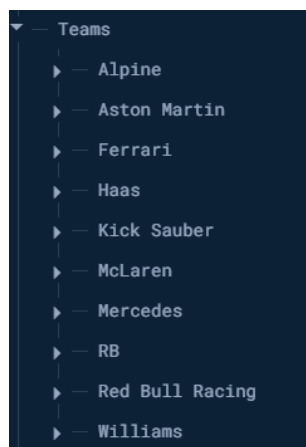 Teams
Alpine
Aston Martin
Ferrari
Haas
Kick Sauber
McLaren
Mercedes
RB
Red Bull Racing
Williams